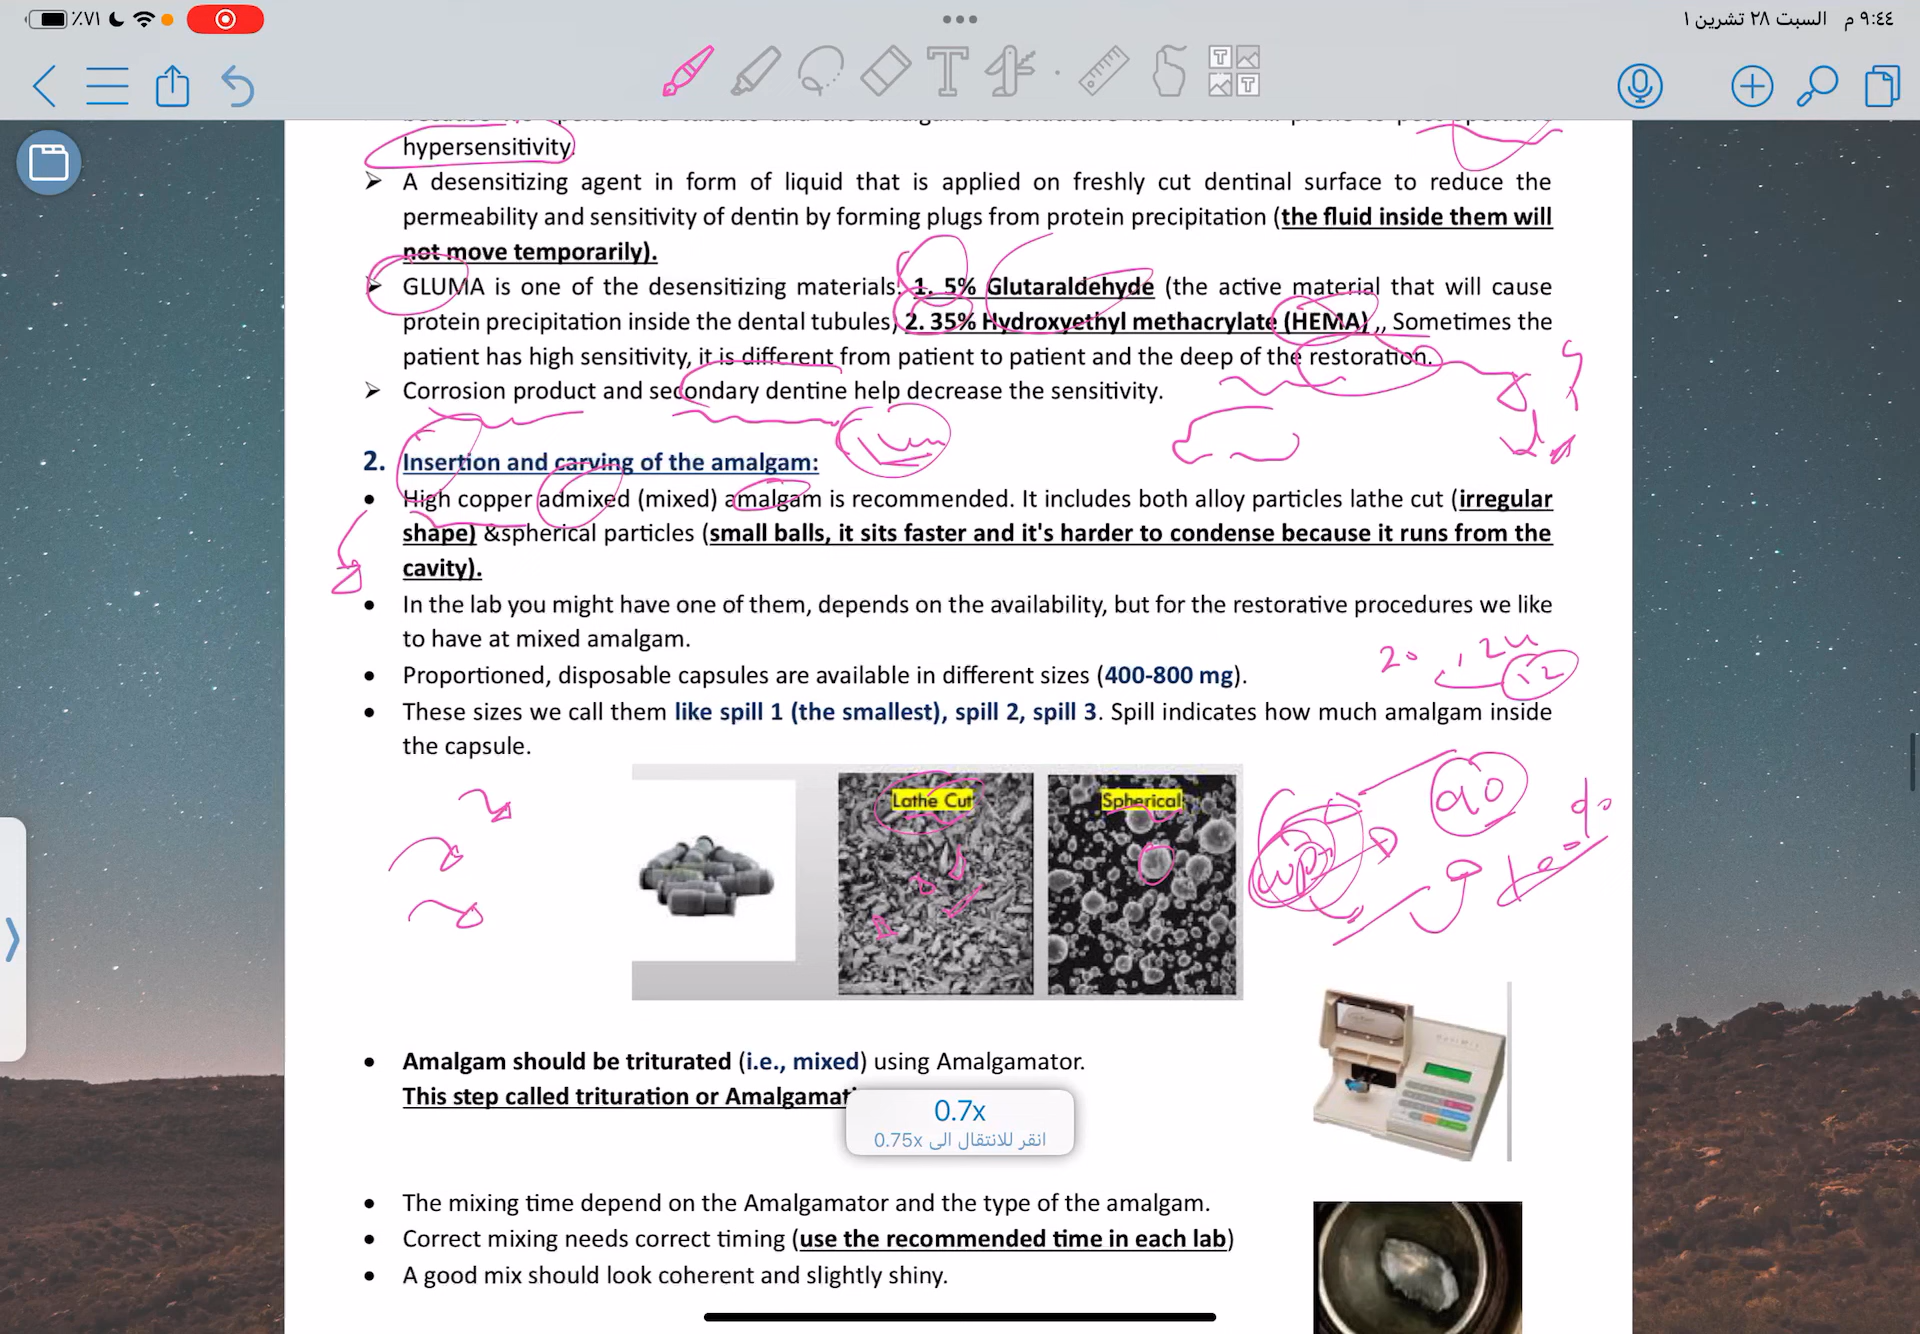 ٪٧١
٩:٤٤ م السبت ٢٨ تشرين ١
hypersensitivity.
➤ A desensitizing agent in form of liquid that is applied on freshly cut dentinal surface to reduce the
permeability and sensitivity of dentin by forming plugs from protein precipitation (the fluid inside them will
not move temporarily).
➤ GLUMA is one of the desensitizing materials: 1. 5% Glutaraldehyde (the active material that will cause
protein precipitation inside the dental tubules) 2. 35% Hydroxyethyl methacrylate (HEMA) ,, Sometimes the
patient has high sensitivity, it is different from patient to patient and the deep of the restoration.
➤ Corrosion product and secondary dentine help decrease the sensitivity.
2. Insertion and carving of the amalgam:
• High copper admixed (mixed) amalgam is recommended. It includes both alloy particles lathe cut (irregular
shape) &spherical particles (small balls, it sits faster and it's harder to condense because it runs from the
cavity).
• In the lab you might have one of them, depends on the availability, but for the restorative procedures we like
to have at mixed amalgam.
• Proportioned, disposable capsules are available in different sizes (400-800 mg).
• These sizes we call them like spill 1 (the smallest), spill 2, spill 3. Spill indicates how much amalgam inside
the capsule.
Lathe Cut
Spherical
• Amalgam should be triturated (i.e., mixed) using Amalgamator.
This step called trituration or Amalgamati
0.7x
انقر للانتقال الى 0.75x
• The mixing time depend on the Amalgamator and the type of the amalgam.
• Correct mixing needs correct timing (use the recommended time in each lab)
• A good mix should look coherent and slightly shiny.